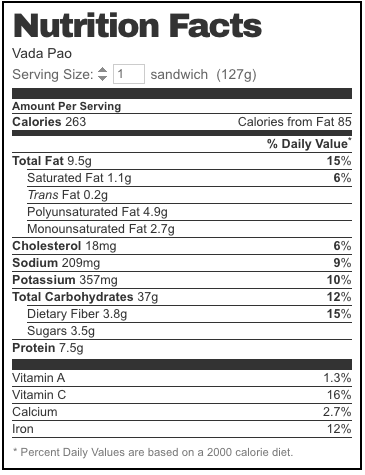 Nutrition Facts
Vada Pao
Serving Size: 1 sandwich (127g)
Amount Per Serving
Calories 263 Calories from Fat 85
% Daily Value*
Total Fat 9.5g 15%
Saturated Fat 1.1g 6%
Trans Fat 0.2g
Polyunsaturated Fat 4.9g
Monounsaturated Fat 2.7g
Cholesterol 18mg 6%
Sodium 209mg 9%
Potassium 357mg 10%
Total Carbohydrates 37g 12%
Dietary Fiber 3.8g 15%
Sugars 3.5g
Protein 7.5g
Vitamin A 1.3%
Vitamin C 16%
Calcium 2.7%
Iron 12%
* Percent Daily Values are based on a 2000 calorie diet.